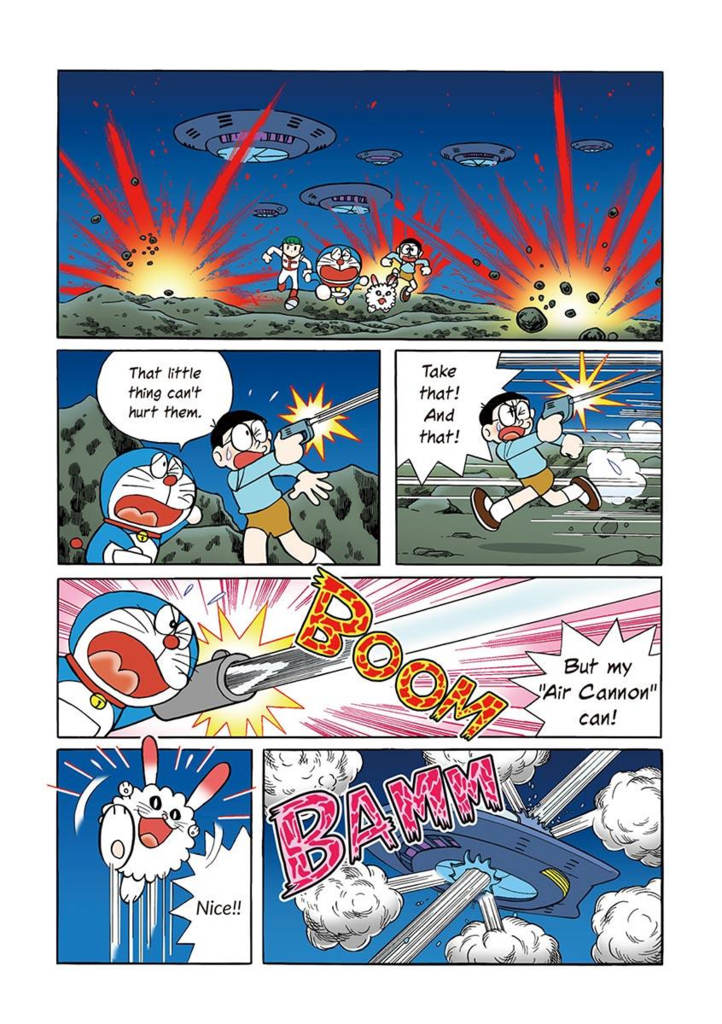 That little
thing can't
hurt them.
Take
that!
And
that!
BOOM
But my
"Air Cannon"
can!
Nice!!
BAMM